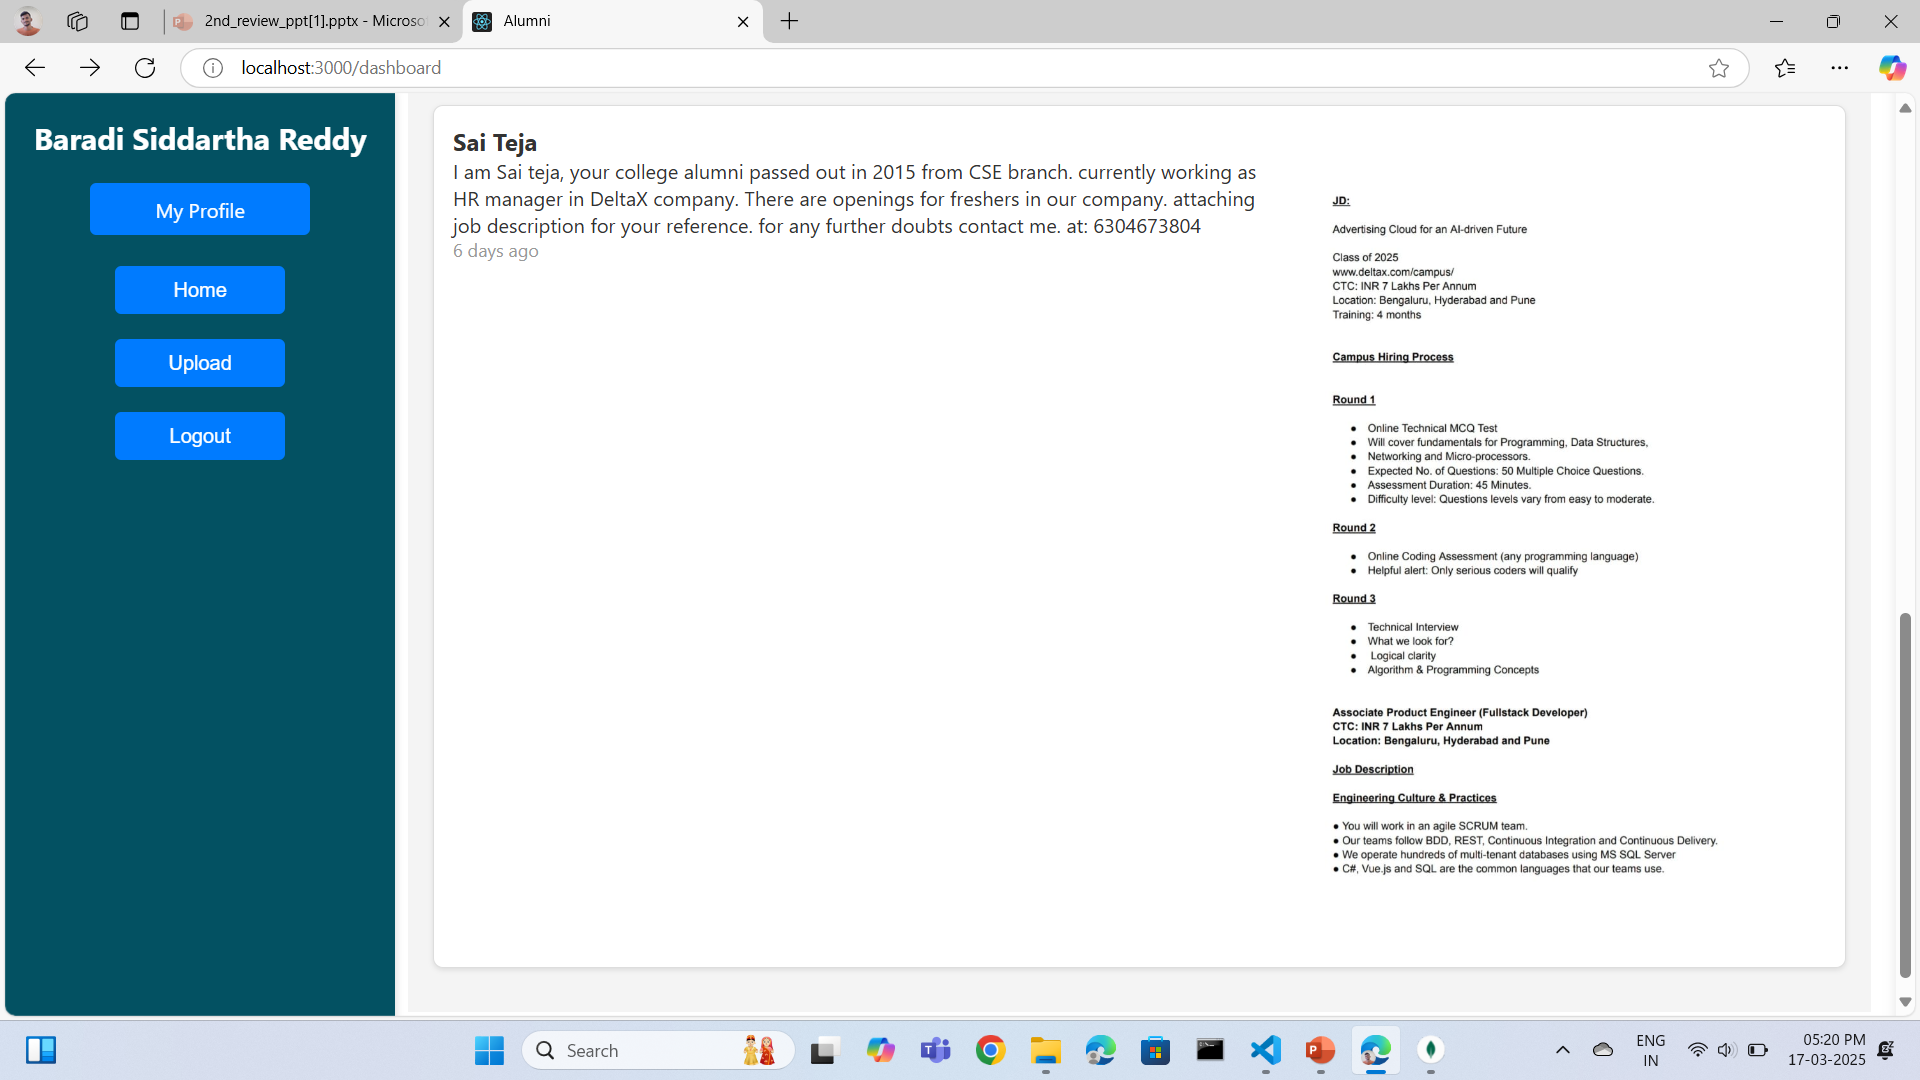 2nd_review_ppt[1].pptx - Microso
Alumni
localhost:3000/dashboard
Baradi Siddartha Reddy
My Profile
Home
Upload
Logout
Sai Teja
I am Sai teja, your college alumni passed out in 2015 from CSE branch. currently working as
HR manager in DeltaX company. There are openings for freshers in our company. attaching
job description for your reference. for any further doubts contact me. at: 6304673804
6 days ago
JD:
Advertising Cloud for an AI-driven Future
Class of 2025
www.deltax.com/campus/
CTC: INR 7 Lakhs Per Annum
Location: Bengaluru, Hyderabad and Pune
Training: 4 months
Campus Hiring Process
Round 1
● Online Technical MCQ Test
● Will cover fundamentals for Programming, Data Structures,
● Networking and Micro-processors.
● Expected No. of Questions: 50 Multiple Choice Questions.
● Assessment Duration: 45 Minutes.
● Difficulty level: Questions levels vary from easy to moderate.
Round 2
● Online Coding Assessment (any programming language)
● Helpful alert: Only serious coders will qualify
Round 3
● Technical Interview
● What we look for?
● Logical clarity
● Algorithm & Programming Concepts
Associate Product Engineer (Fullstack Developer)
CTC: INR 7 Lakhs Per Annum
Location: Bengaluru, Hyderabad and Pune
Job Description
Engineering Culture & Practices
● You will work in an agile SCRUM team.
● Our teams follow BDD, REST, Continuous Integration and Continuous Delivery.
● We operate hundreds of multi-tenant databases using MS SQL Server
● C#, Vue.js and SQL are the common languages that our teams use.
Search
ENG
IN
05:20 PM
17-03-2025